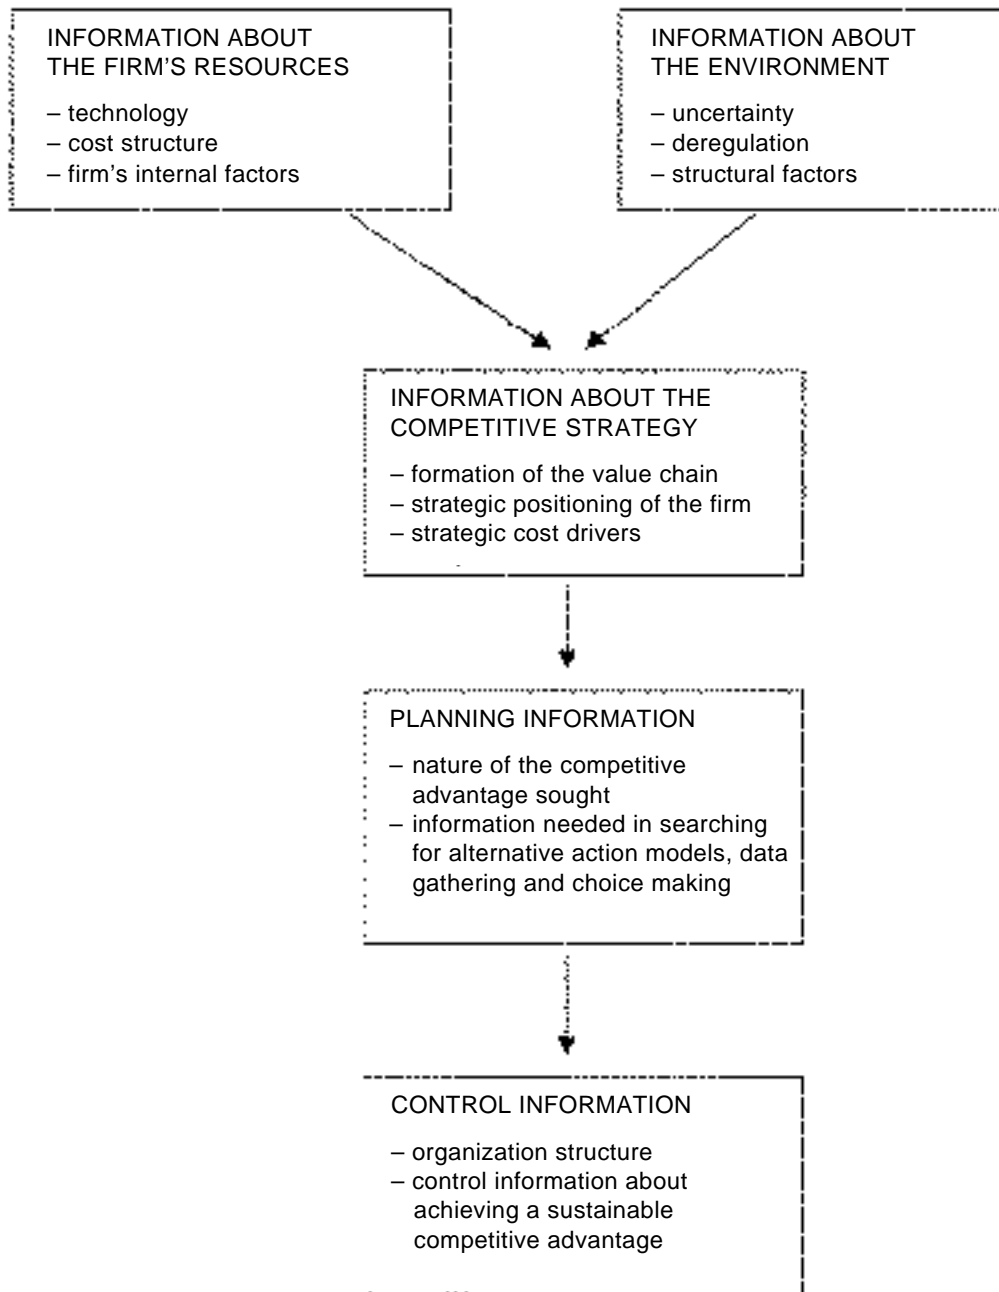 INFORMATION ABOUT
THE FIRM'S RESOURCES
– technology
– cost structure
– firm's internal factors
INFORMATION ABOUT
THE ENVIRONMENT
– uncertainty
– deregulation
– structural factors
INFORMATION ABOUT THE
COMPETITIVE STRATEGY
– formation of the value chain
– strategic positioning of the firm
– strategic cost drivers
PLANNING INFORMATION
– nature of the competitive
advantage sought
– information needed in searching
for alternative action models, data
gathering and choice making
CONTROL INFORMATION
– organization structure
– control information about
achieving a sustainable
competitive advantage